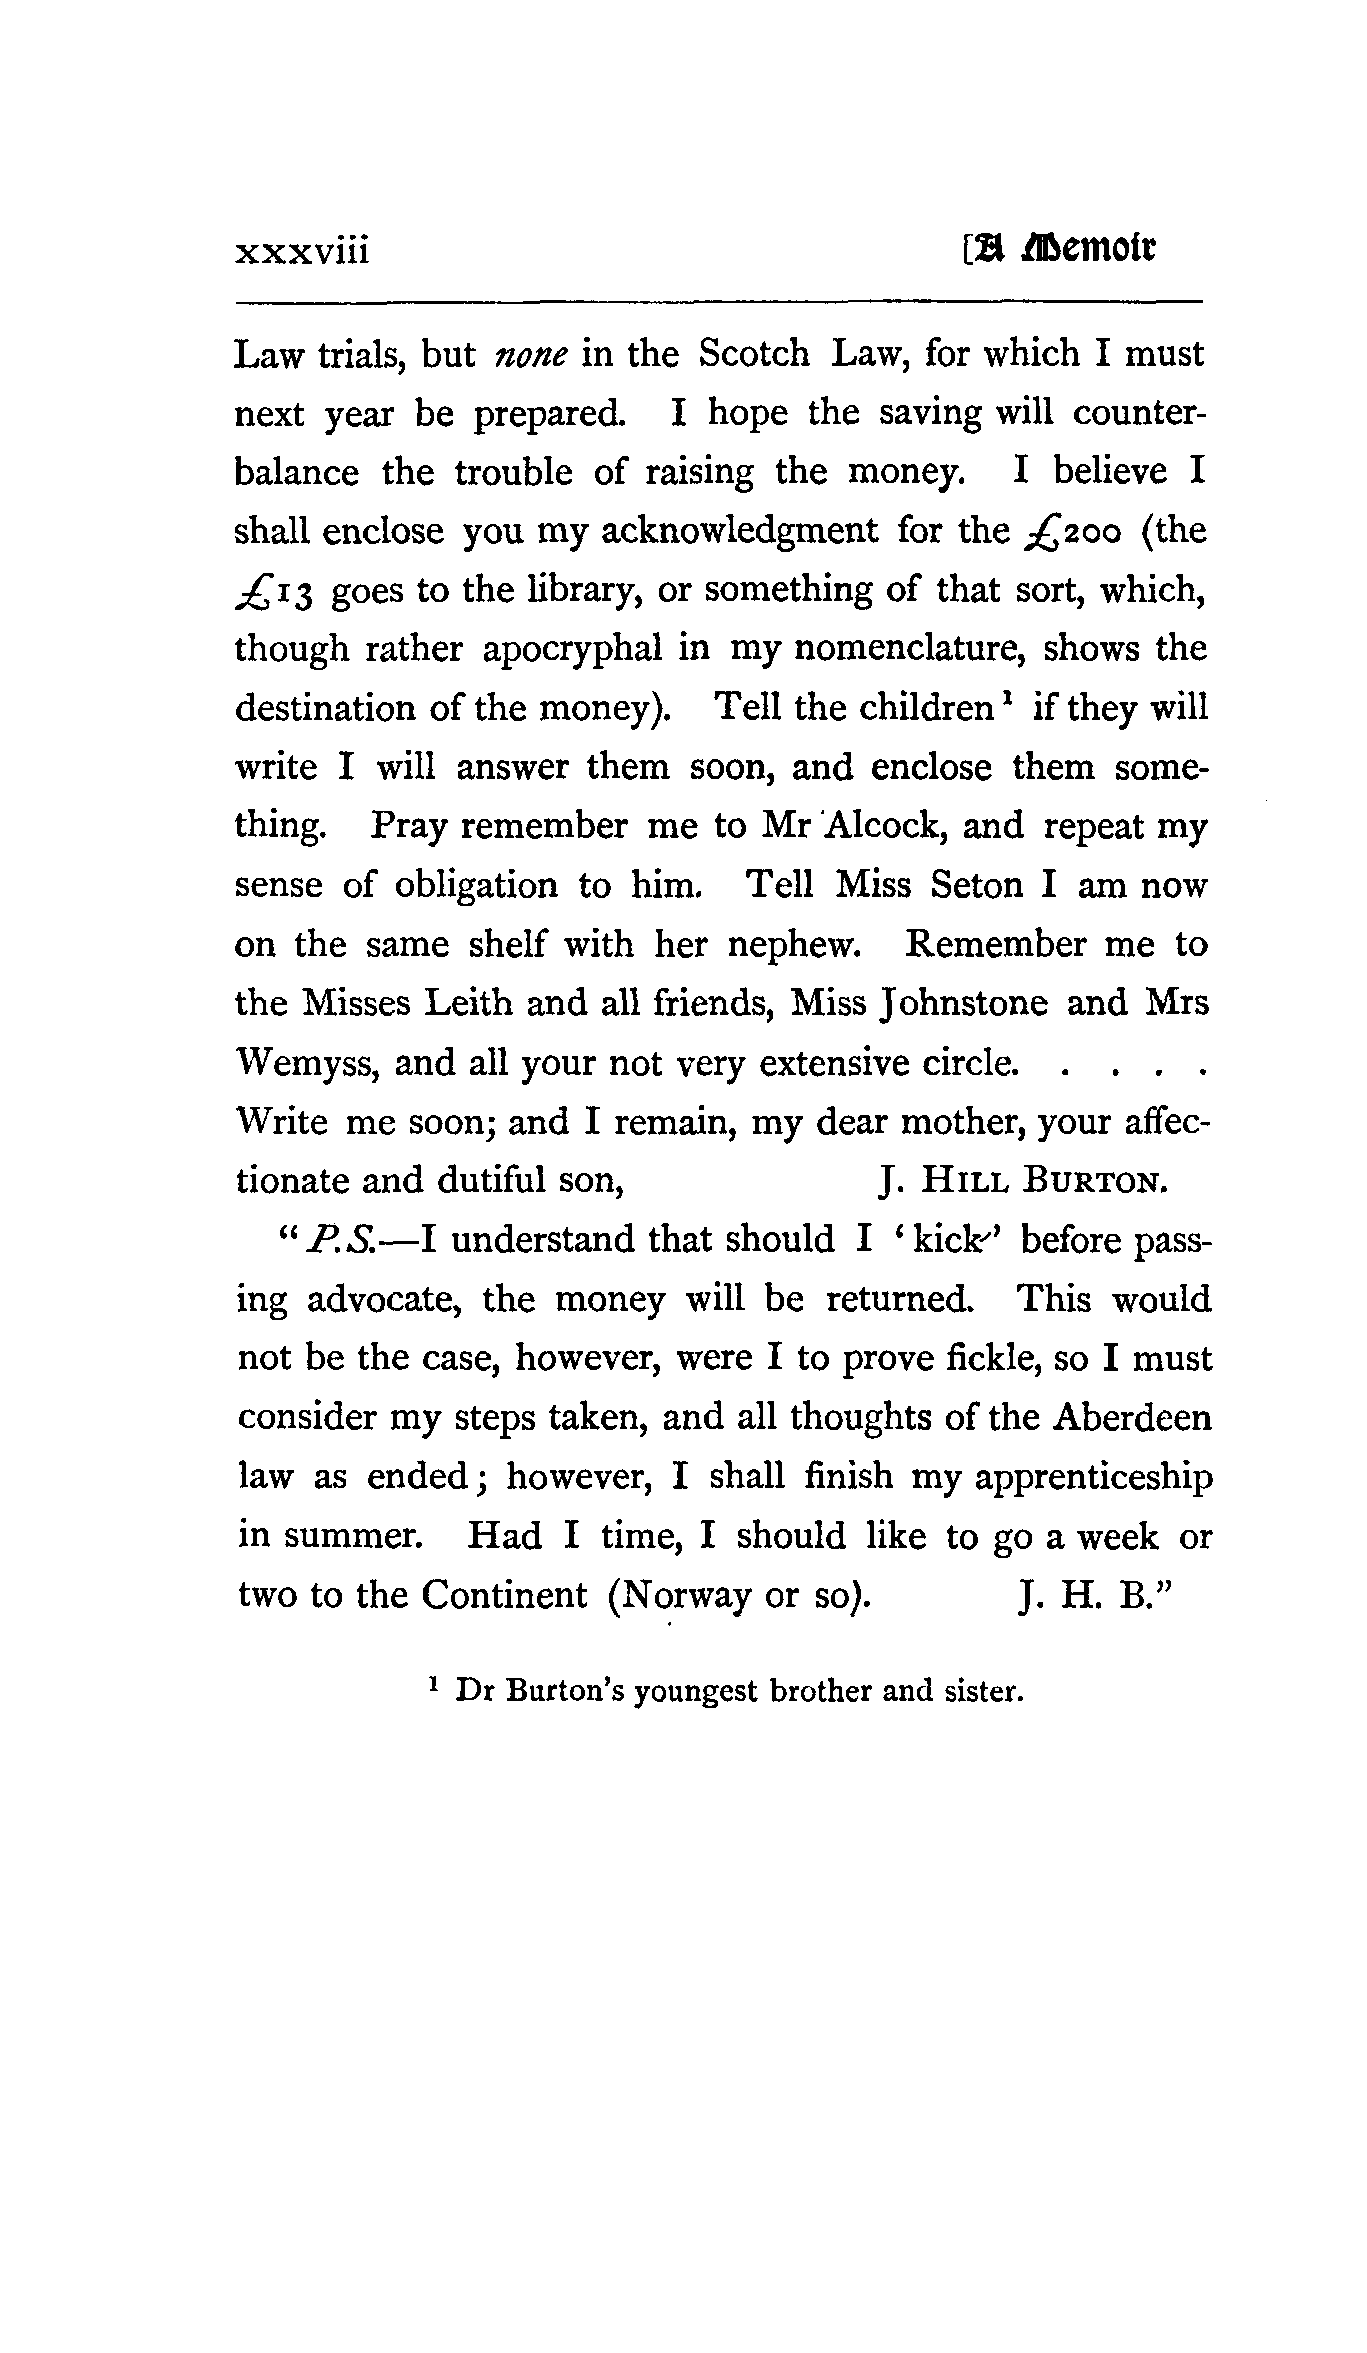 xxxviii [A Memoir
Law trials, but none in the Scotch Law, for which I must
next year be prepared. I hope the saving will counter-
balance the trouble of raising the money. I believe I
shall enclose you my acknowledgment for the £200 (the
£13 goes to the library, or something of that sort, which,
though rather apocryphal in my nomenclature, shows the
destination of the money). Tell the children¹ if they will
write I will answer them soon, and enclose them some-
thing. Pray remember me to Mr Alcock, and repeat my
sense of obligation to him. Tell Miss Seton I am now
on the same shelf with her nephew. Remember me to
the Misses Leith and all friends, Miss Johnstone and Mrs
Wemyss, and all your not very extensive circle. . . . .
Write me soon; and I remain, my dear mother, your affec-
tionate and dutiful son, J. HILL BURTON.
“P.S.—I understand that should I ‘kick’ before pass-
ing advocate, the money will be returned. This would
not be the case, however, were I to prove fickle, so I must
consider my steps taken, and all thoughts of the Aberdeen
law as ended; however, I shall finish my apprenticeship
in summer. Had I time, I should like to go a week or
two to the Continent (Norway or so). J. H. B.”
¹ Dr Burton's youngest brother and sister.